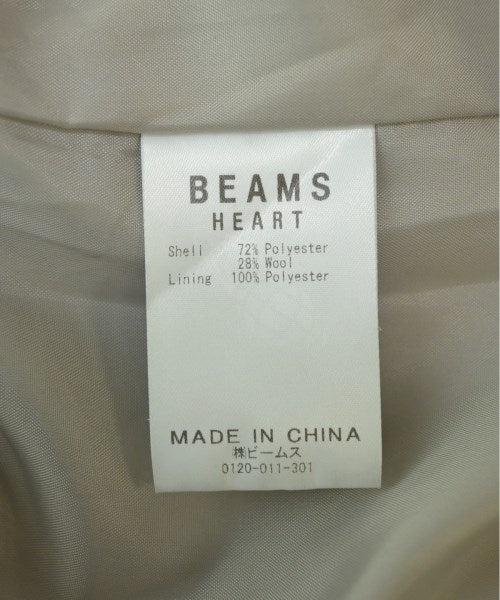 BEAMS
HEART
Shell 72% Polyester
28% Wool
Lining 100% Polyester
MADE IN CHINA
㈱ビームス
0120-011-301